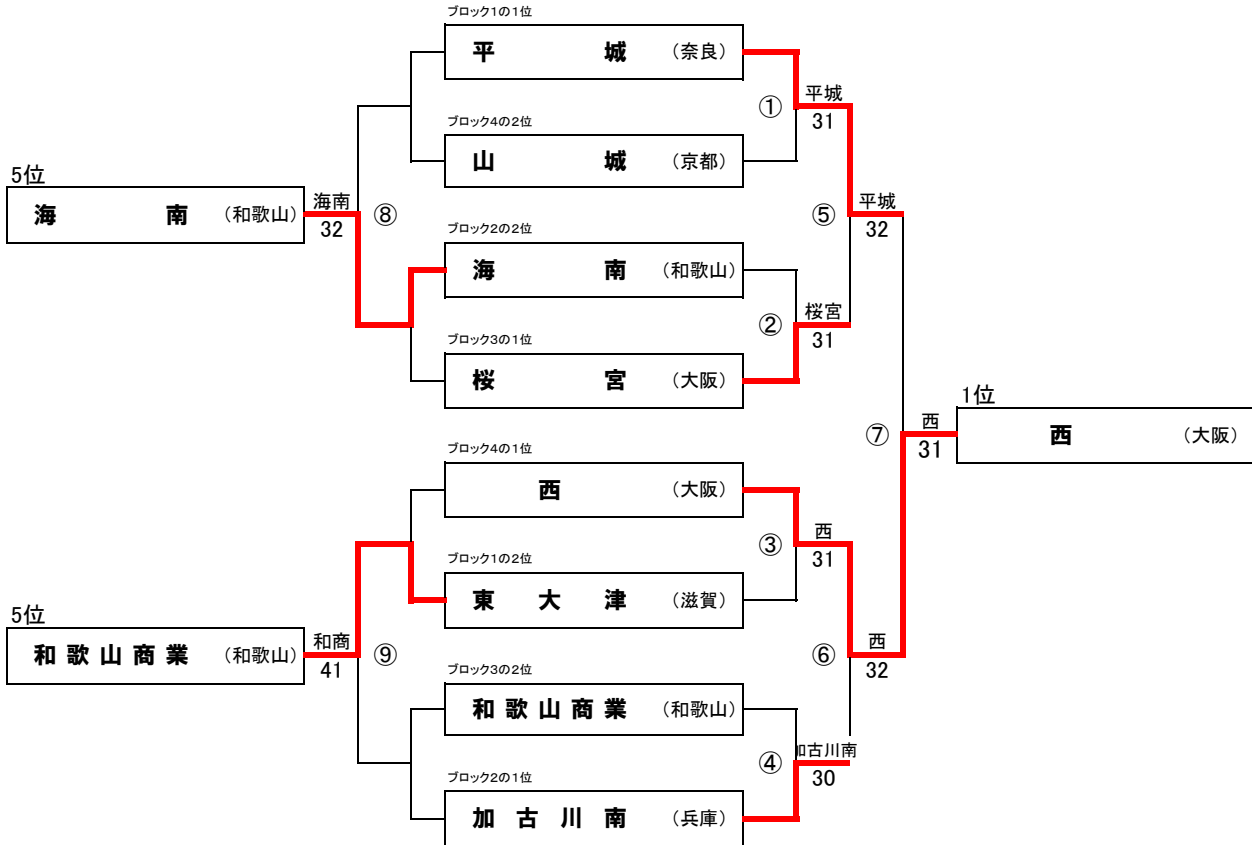 ブロック1の1位
平城 (奈良)
① 平城
31
ブロック4の2位
山城 (京都)
5位
海南 (和歌山)
海南
32
⑧
⑤ 平城
32
ブロック2の2位
海南 (和歌山)
② 桜宮
31
ブロック3の1位
桜宮 (大阪)
⑦ 西
31
1位
西 (大阪)
ブロック4の1位
西 (大阪)
③ 西
31
ブロック1の2位
東大津 (滋賀)
5位
和歌山商業 (和歌山)
和商
41
⑨
⑥ 西
32
ブロック3の2位
和歌山商業 (和歌山)
④ 加古川南
30
ブロック2の1位
加古川南 (兵庫)